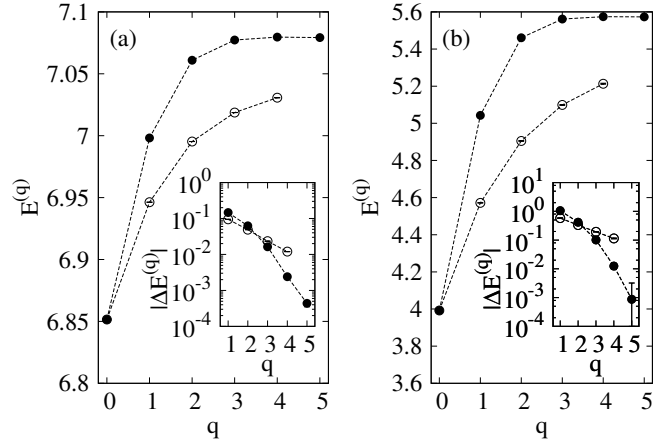 (a)
7.1
7.05
7
6.95
6.9
6.85
6.8
E^(q)
0 1 2 3 4 5
q
10^0
10^-1
10^-2
10^-3
10^-4
|ΔE^(q)|
1 2 3 4 5
q
(b)
5.6
5.4
5.2
5
4.8
4.6
4.4
4.2
4
3.8
3.6
E^(q)
0 1 2 3 4 5
q
10^1
10^0
10^-1
10^-2
10^-3
10^-4
|ΔE^(q)|
1 2 3 4 5
q